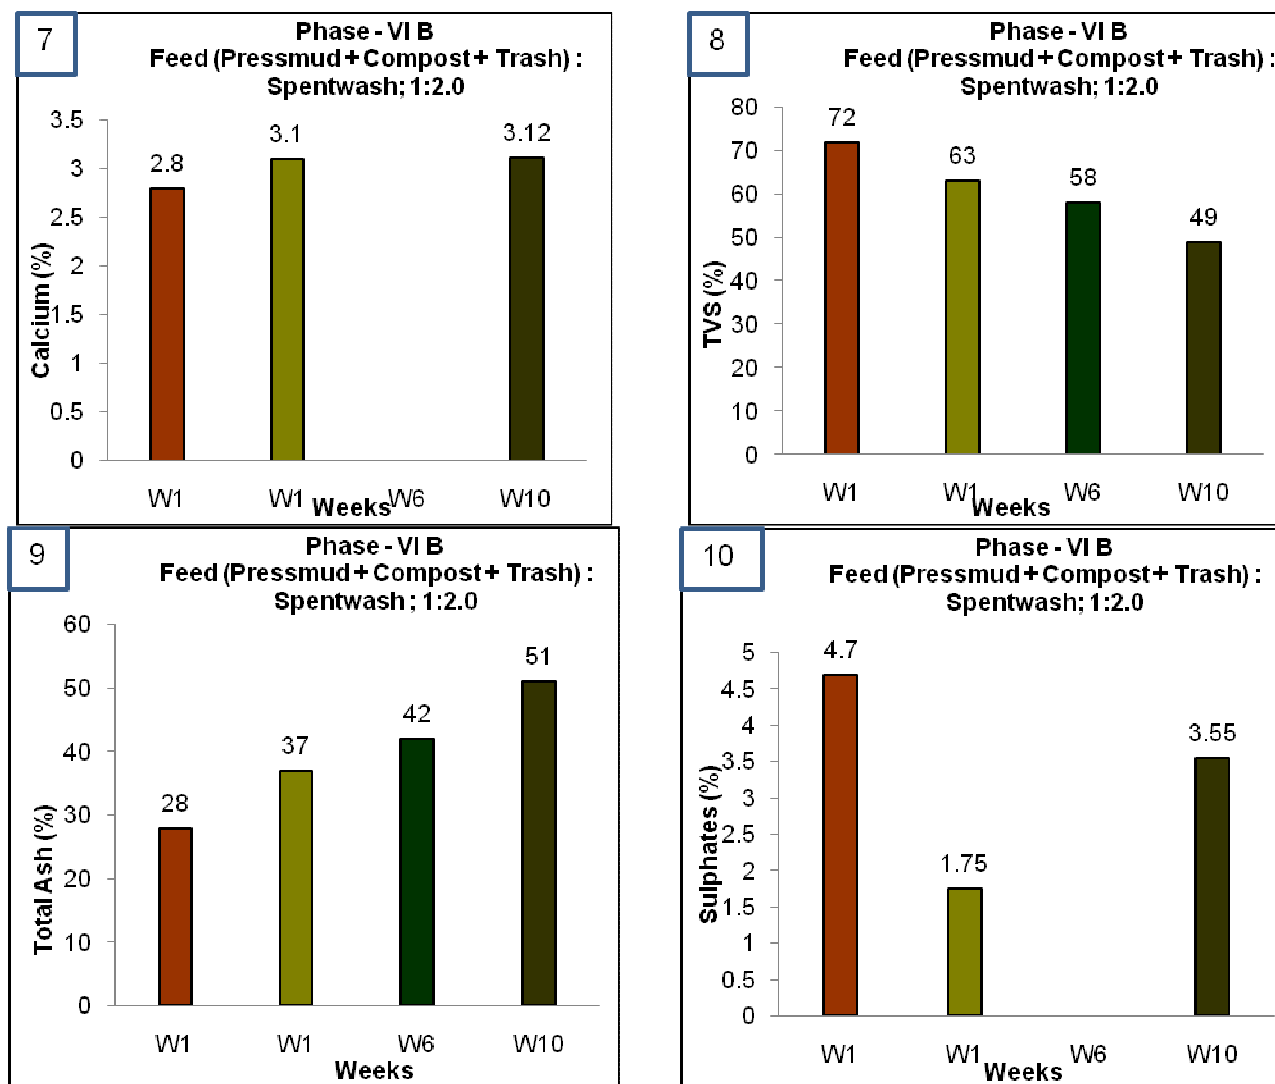 7
Phase - VI B
Feed (Pressmud + Compost + Trash) :
Spentwash; 1:2.0
Calcium (%)
3.5
3
2.5
2
1.5
1
0.5
0
2.8
3.1
3.12
W1 W1 W6 W10
Weeks
8
Phase - VI B
Feed (Pressmud + Compost + Trash) :
Spentwash; 1:2.0
TVS (%)
80
70
60
50
40
30
20
10
0
72
63
58
49
W1 W1 W6 W10
Weeks
9
Phase - VI B
Feed (Pressmud + Compost + Trash) :
Spentwash ; 1:2.0
Total Ash (%)
60
50
40
30
20
10
0
28
37
42
51
W1 W1 W6 W10
Weeks
10
Phase - VI B
Feed (Pressmud + Compost + Trash) :
Spentwash; 1:2.0
Sulphates (%)
5
4.5
4
3.5
3
2.5
2
1.5
1
0.5
0
4.7
1.75
3.55
W1 W1 W6 W10
Weeks